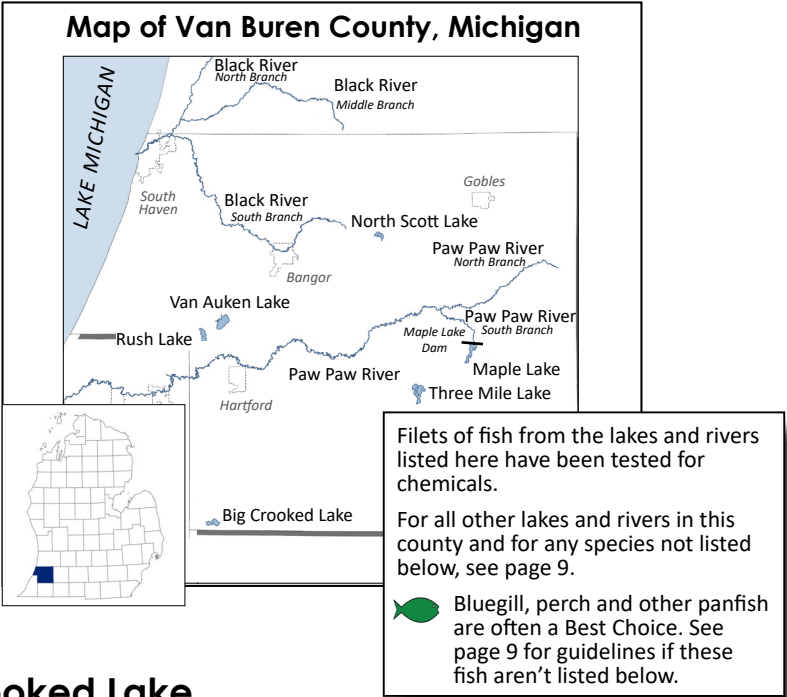 Map of Van Buren County, Michigan
Black River
North Branch
Black River
Middle Branch
LAKE MICHIGAN
South
Haven
Gobles
Black River
South Branch
North Scott Lake
Paw Paw River
North Branch
Bangor
Van Auken Lake
Rush Lake
Paw Paw River
South Branch
Maple Lake
Dam
Maple Lake
Paw Paw River
Three Mile Lake
Hartford
Big Crooked Lake
Filets of fish from the lakes and rivers
listed here have been tested for
chemicals.
For all other lakes and rivers in this
county and for any species not listed
below, see page 9.
Bluegill, perch and other panfish
are often a Best Choice. See
page 9 for guidelines if these
fish aren't listed below.
ooked Lake